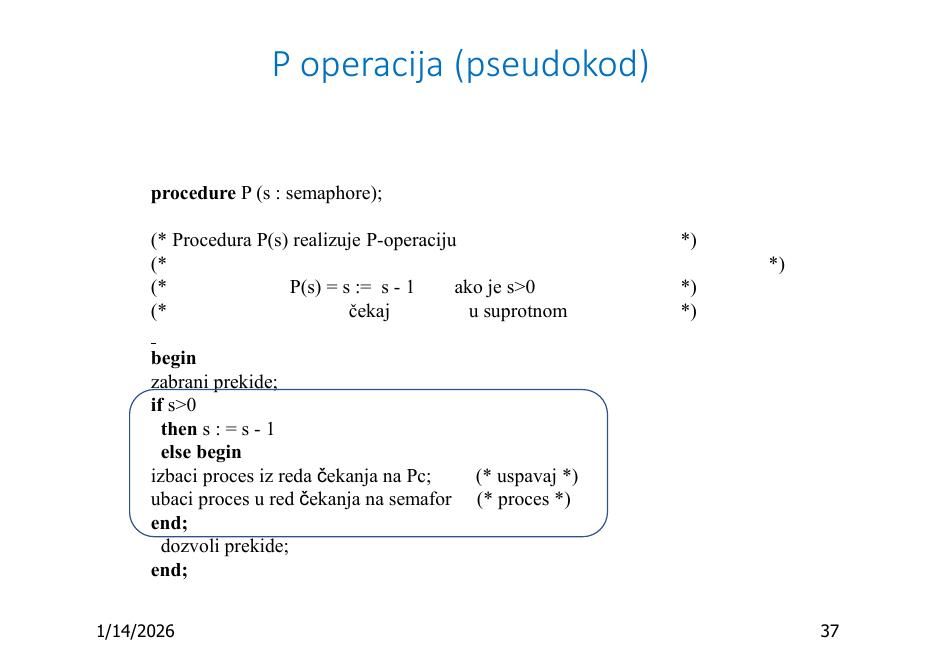 P operacija (pseudokod)
procedure P (s : semaphore);
(* Procedura P(s) realizuje P-operaciju *)
(* *)
(* P(s) = s := s - 1 ako je s>0 *)
(* čekaj u suprotnom *)
begin
zabrani prekide;
if s>0
then s : = s - 1
else begin
izbaci proces iz reda čekanja na Pc; (* uspavaj *)
ubaci proces u red čekanja na semafor (* proces *)
end;
dozvoli prekide;
end;
1/14/2026 37